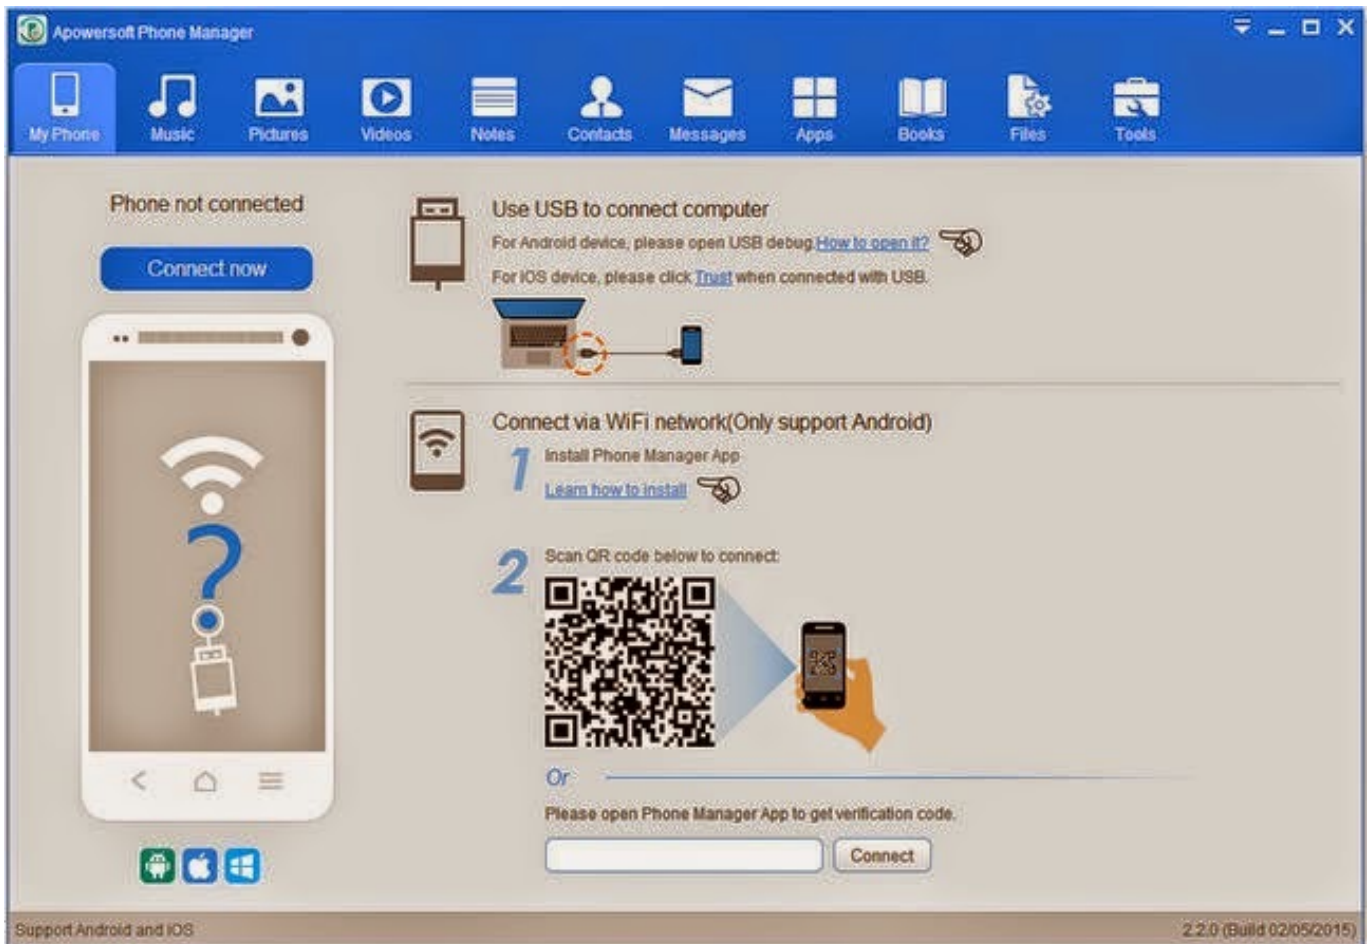 Apowersoft Phone Manager
My Phone
Music
Pictures
Videos
Notes
Contacts
Messages
Apps
Books
Files
Tools
Phone not connected
Connect now
Use USB to connect computer
For Android device, please open USB debug.How to open it?
For iOS device, please click Trust when connected with USB.
Connect via WiFi network(Only support Android)
1
Install Phone Manager App
Learn how to install
?
2
Scan QR code below to connect:
Or
Please open Phone Manager App to get verification code.
Connect
Support Android and iOS
2.2.0 (Build 02/05/2015)